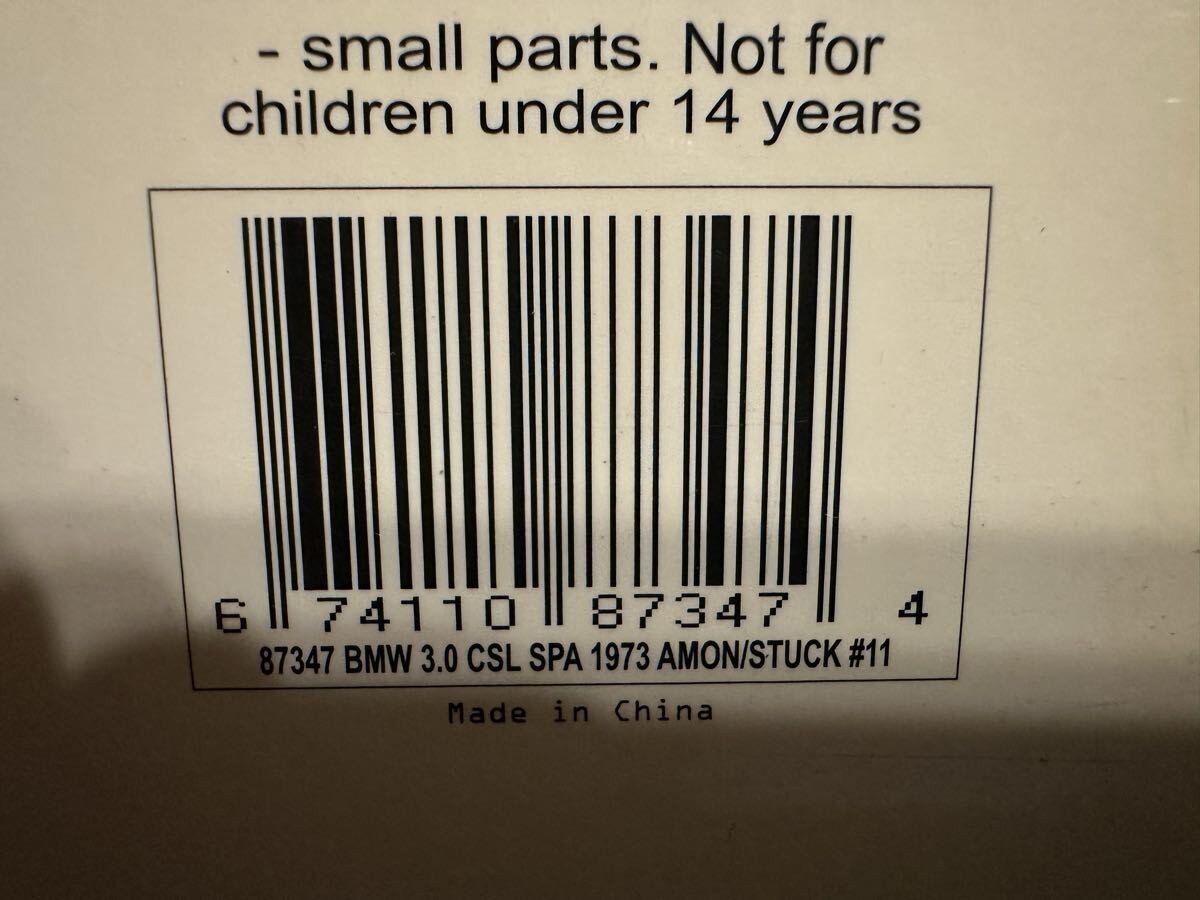 - small parts. Not for
children under 14 years
6 74110 87347 4
87347 BMW 3.0 CSL SPA 1973 AMON/STUCK #11
Made in China